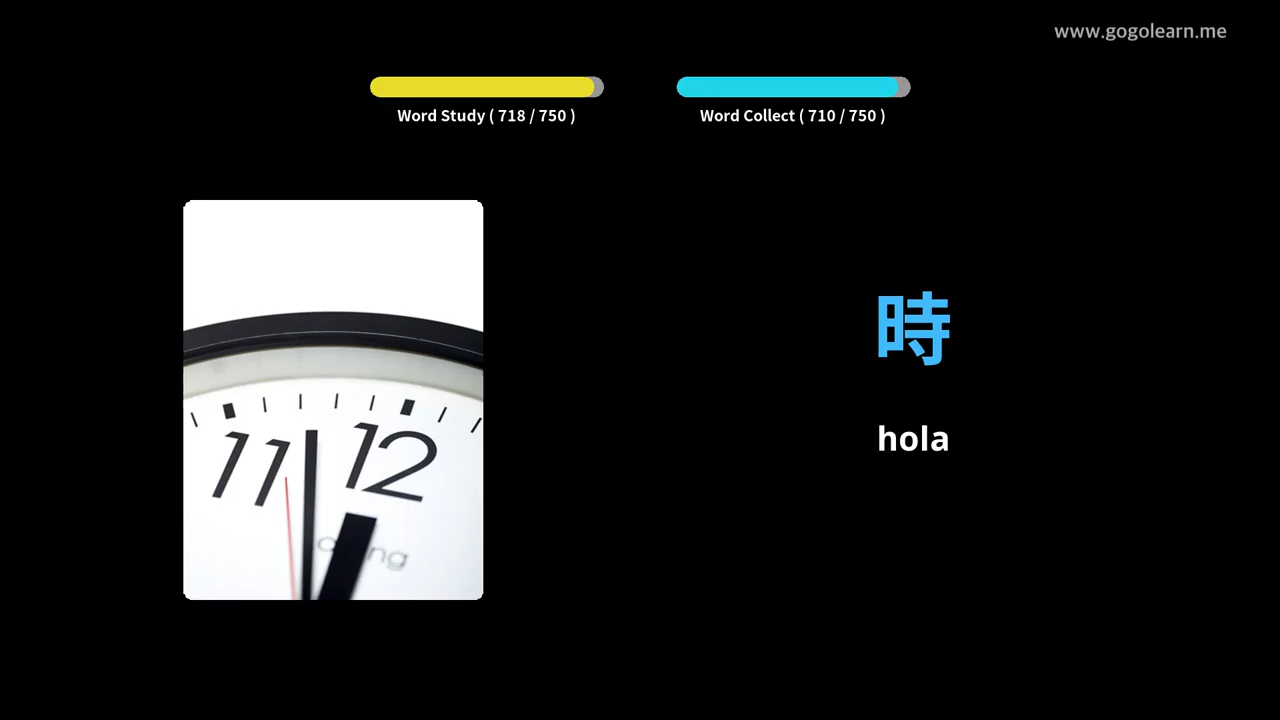 www.gogolearn.me
Word Study ( 718 / 750 )
Word Collect ( 710 / 750 )
時
hola
11
12